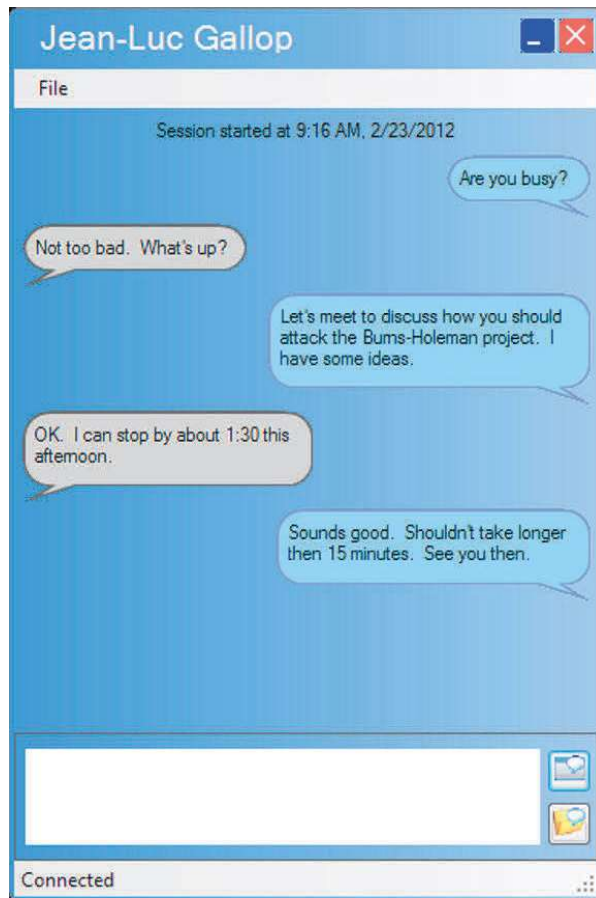 Jean-Luc Gallop
File
Session started at 9:16 AM, 2/23/2012
Are you busy?
Not too bad.  What's up?
Let's meet to discuss how you should
attack the Burns-Holeman project.  I
have some ideas.
OK.  I can stop by about 1:30 this
afternoon.
Sounds good.  Shouldn't take longer
then 15 minutes.  See you then.
Connected